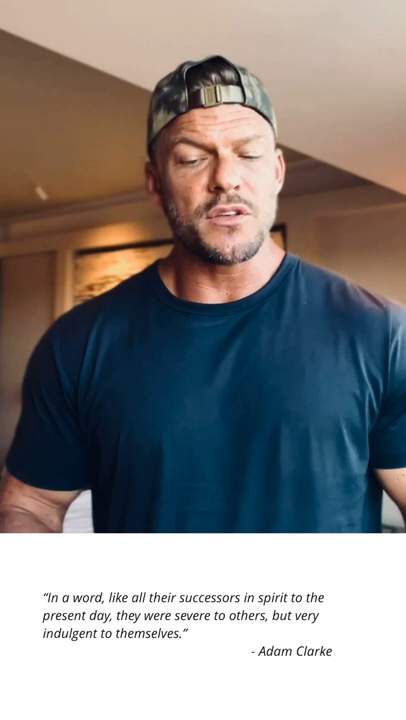 “In a word, like all their successors in spirit to the
present day, they were severe to others, but very
indulgent to themselves.”
- Adam Clarke